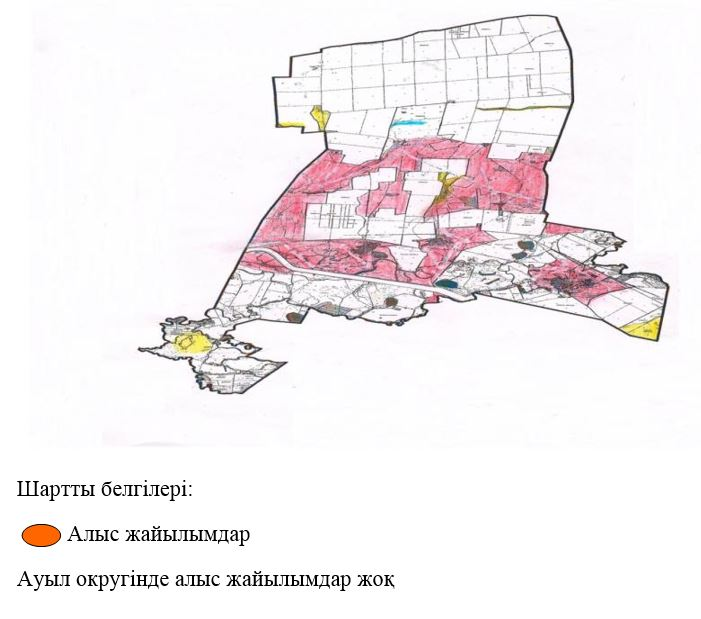 Шартты белгілері:
Алыс жайылымдар
Ауыл округінде алыс жайылымдар жоқ